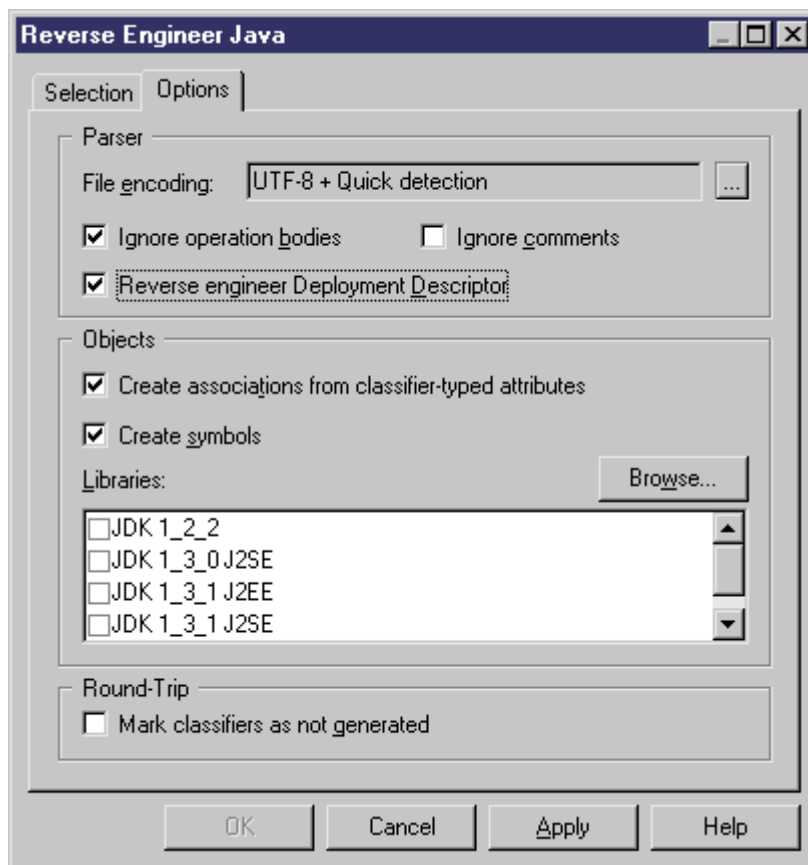 Reverse Engineer Java
Selection Options
Parser
File encoding: UTF-8 + Quick detection ...
Ignore operation bodies Ignore comments
Reverse engineer Deployment Descriptor
Objects
Create associations from classifier-typed attributes
Create symbols
Libraries: Browse...
JDK 1_2_2
JDK 1_3_0 J2SE
JDK 1_3_1 J2EE
JDK 1_3_1 J2SE
Round-Trip
Mark classifiers as not generated
OK Cancel Apply Help